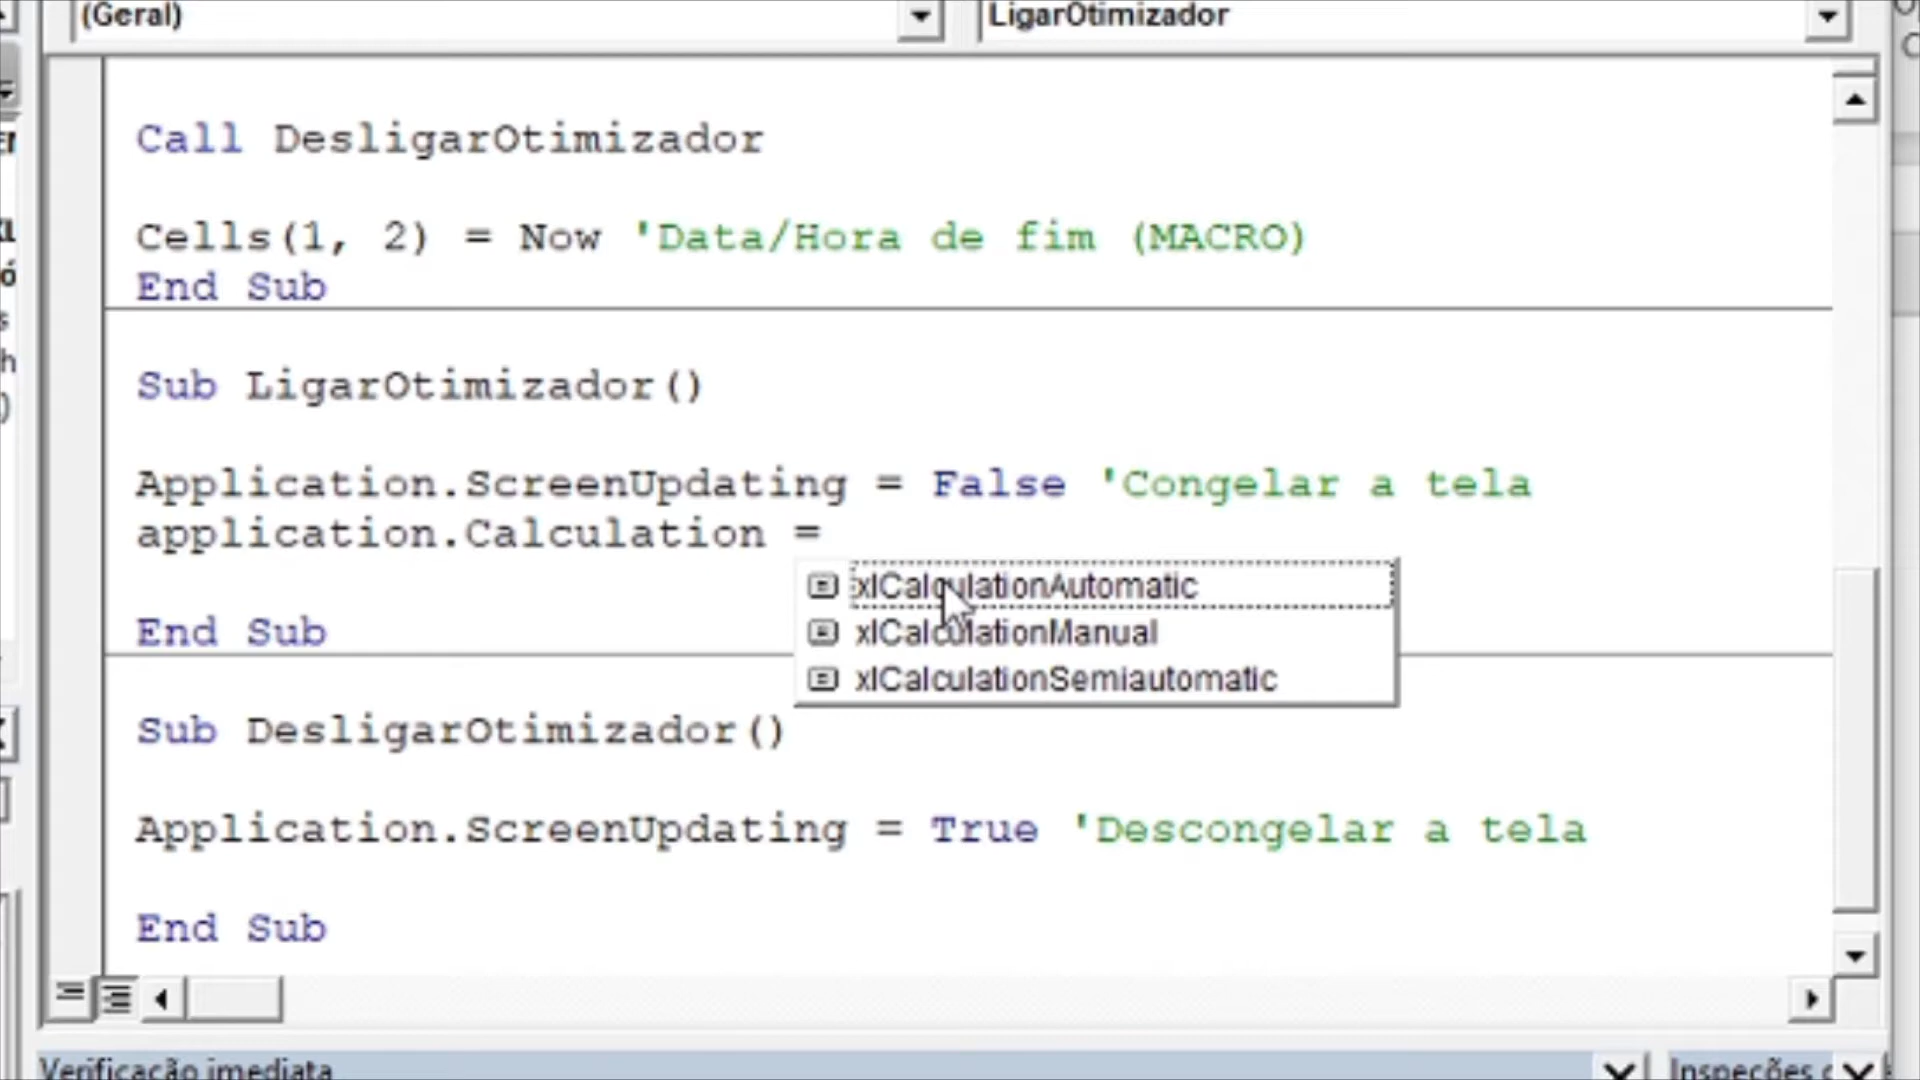 (Geral) LigarOtimizador
Call DesligarOtimizador
Cells(1, 2) = Now 'Data/Hora de fim (MACRO)
End Sub
Sub LigarOtimizador()
Application.ScreenUpdating = False 'Congelar a tela
application.Calculation =
xlCalculationAutomatic
xlCalculationManual
xlCalculationSemiautomatic
End Sub
Sub DesligarOtimizador()
Application.ScreenUpdating = True 'Descongelar a tela
End Sub
Verificação imediata
Inspeções